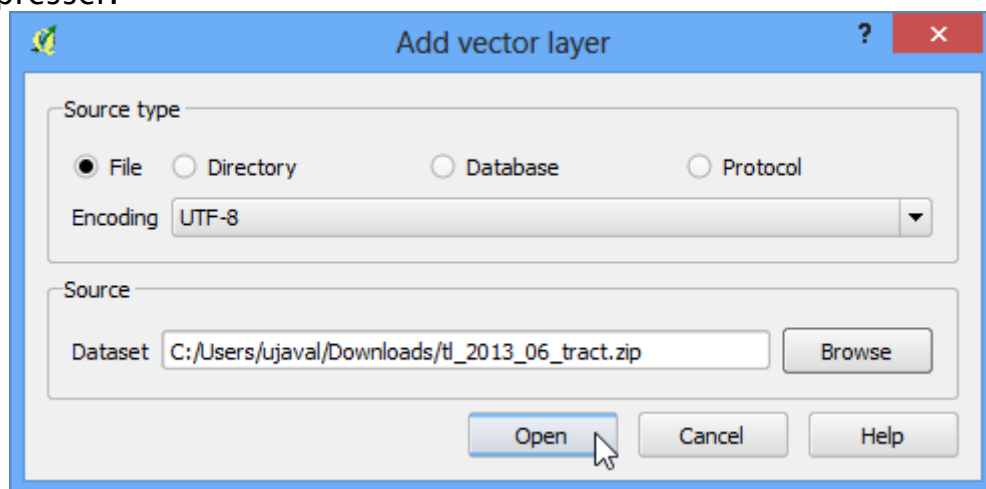 Add vector layer ?
Source type
File Directory Database Protocol
Encoding UTF-8
Source
Dataset C:/Users/ujaval/Downloads/tl_2013_06_tract.zip Browse
Open Cancel Help